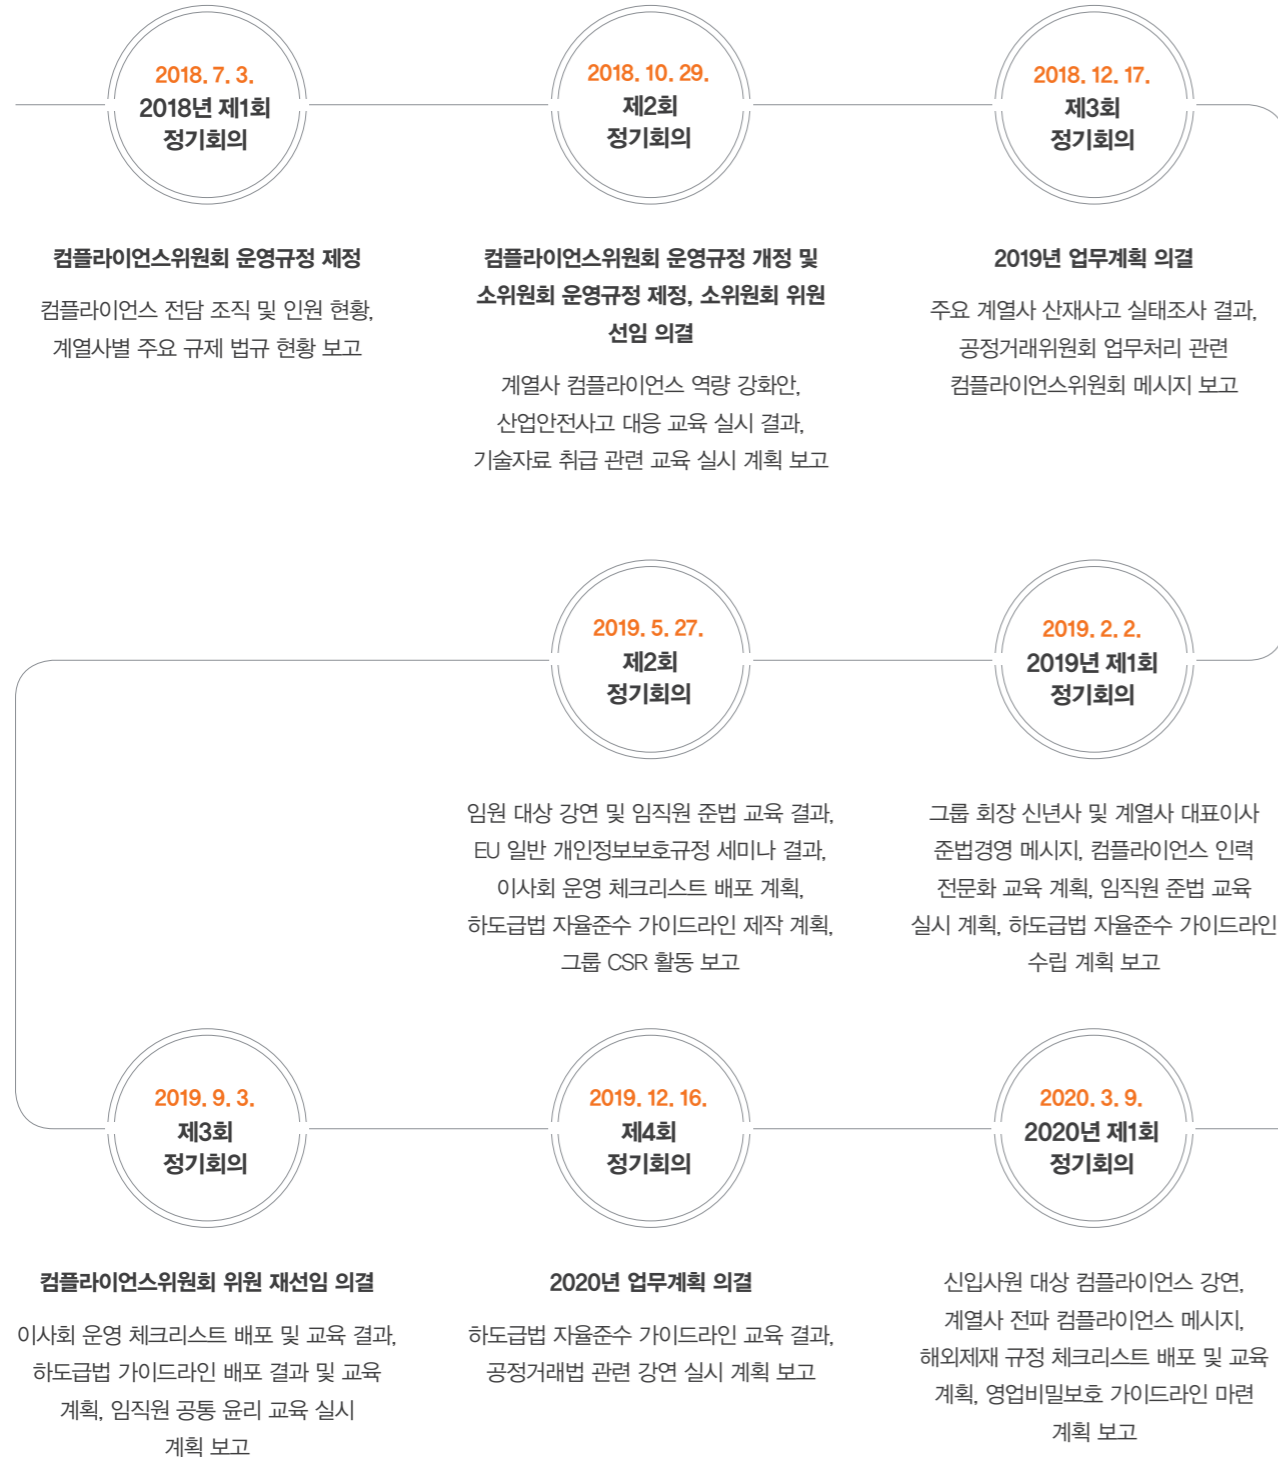 2018. 7. 3.
2018년 제1회
정기회의
컴플라이언스위원회 운영규정 제정
컴플라이언스 전담 조직 및 인원 현황,
계열사별 주요 규제 법규 현황 보고
2018. 10. 29.
제2회
정기회의
컴플라이언스위원회 운영규정 개정 및
소위원회 운영규정 제정, 소위원회 위원
선임 의결
계열사 컴플라이언스 역량 강화안,
산업안전사고 대응 교육 실시 결과,
기술자료 취급 관련 교육 실시 계획 보고
2018. 12. 17.
제3회
정기회의
2019년 업무계획 의결
주요 계열사 산재사고 실태조사 결과,
공정거래위원회 업무처리 관련
컴플라이언스위원회 메시지 보고
2019. 2. 2.
2019년 제1회
정기회의
그룹 회장 신년사 및 계열사 대표이사
준법경영 메시지, 컴플라이언스 인력
전문화 교육 계획, 임직원 준법 교육
실시 계획, 하도급법 자율준수 가이드라인
수립 계획 보고
2019. 5. 27.
제2회
정기회의
임원 대상 강연 및 임직원 준법 교육 결과,
EU 일반 개인정보보호규정 세미나 결과,
이사회 운영 체크리스트 배포 계획,
하도급법 자율준수 가이드라인 제작 계획,
그룹 CSR 활동 보고
2019. 9. 3.
제3회
정기회의
컴플라이언스위원회 위원 재선임 의결
이사회 운영 체크리스트 배포 및 교육 결과,
하도급법 가이드라인 배포 결과 및 교육
계획, 임직원 공통 윤리 교육 실시
계획 보고
2019. 12. 16.
제4회
정기회의
2020년 업무계획 의결
하도급법 자율준수 가이드라인 교육 결과,
공정거래법 관련 강연 실시 계획 보고
2020. 3. 9.
2020년 제1회
정기회의
신입사원 대상 컴플라이언스 강연,
계열사 전파 컴플라이언스 메시지,
해외제재 규정 체크리스트 배포 및 교육
계획, 영업비밀보호 가이드라인 마련
계획 보고